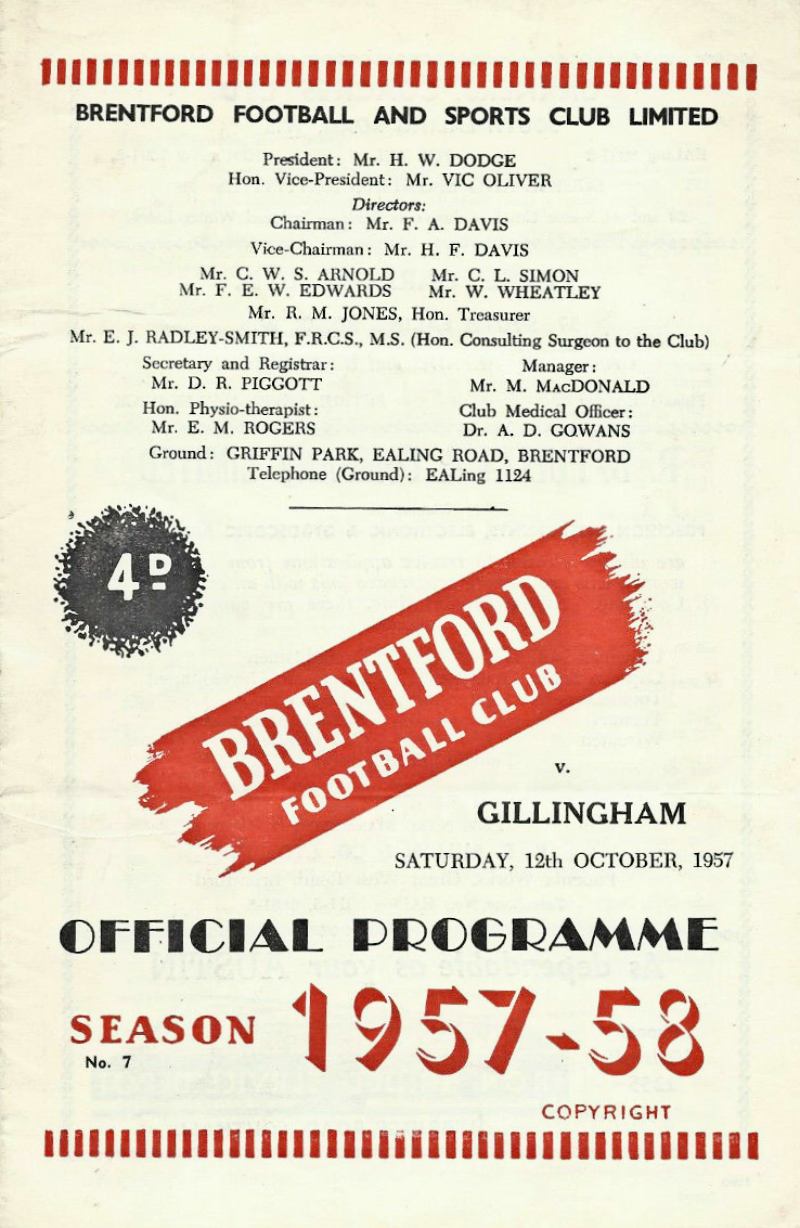 BRENTFORD FOOTBALL AND SPORTS CLUB LIMITED
President: Mr. H. W. DODGE
Hon. Vice-President: Mr. VIC OLIVER
Directors:
Chairman: Mr. F. A. DAVIS
Vice-Chairman: Mr. H. F. DAVIS
Mr. C. W. S. ARNOLD Mr. C. L. SIMON
Mr. F. E. W. EDWARDS Mr. W. WHEATLEY
Mr. R. M. JONES, Hon. Treasurer
Mr. E. J. RADLEY-SMITH, F.R.C.S., M.S. (Hon. Consulting Surgeon to the Club)
Secretary and Registrar: Manager:
Mr. D. R. PIGGOTT Mr. M. MACDONALD
Hon. Physio-therapist: Club Medical Officer:
Mr. E. M. ROGERS Dr. A. D. GOWANS
Ground: GRIFFIN PARK, EALING ROAD, BRENTFORD
Telephone (Ground): EALing 1124
4D
BRENTFORD
FOOTBALL CLUB
v.
GILLINGHAM
SATURDAY, 12th OCTOBER, 1957
OFFICIAL PROGRAMME
SEASON 1957-58
No. 7
COPYRIGHT